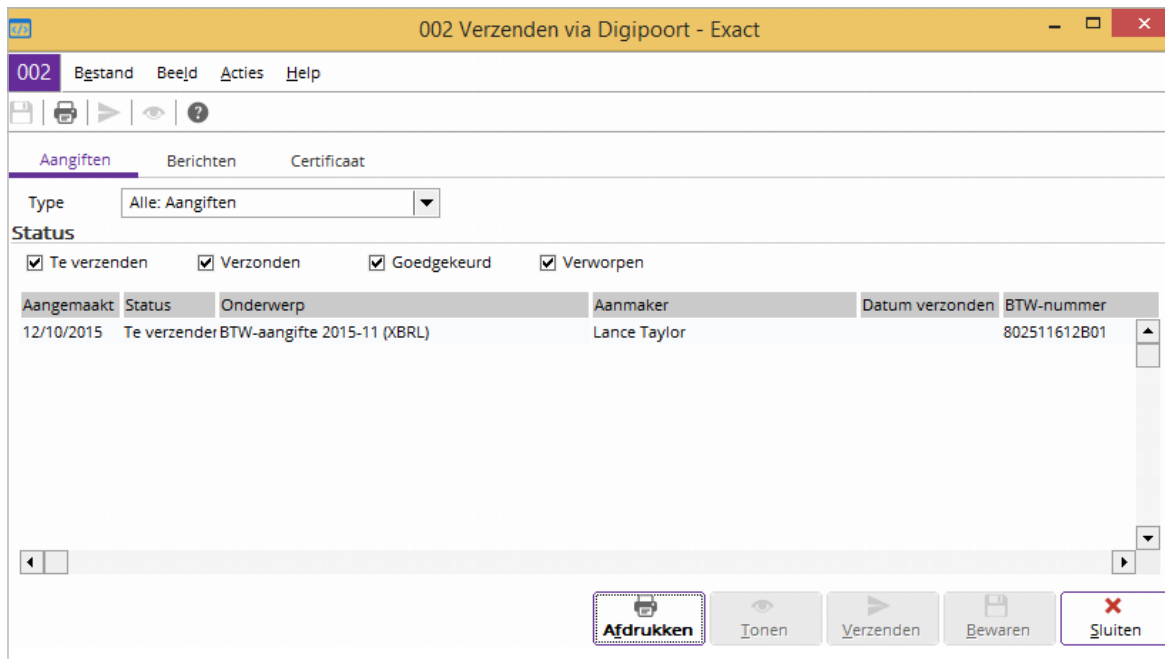 002 Verzenden via Digipoort - Exact
002 Bestand Beeld Acties Help
Aangiften Berichten Certificaat
Type Alle: Aangiften
Status
Te verzenden Verzonden Goedgekeurd Verworpen
Aangemaakt Status Onderwerp Aanmaker Datum verzonden BTW-nummer
12/10/2015 Te verzender BTW-aangifte 2015-11 (XBRL) Lance Taylor 802511612B01
Afdrukken Tonen Verzenden Bewaren Sluiten